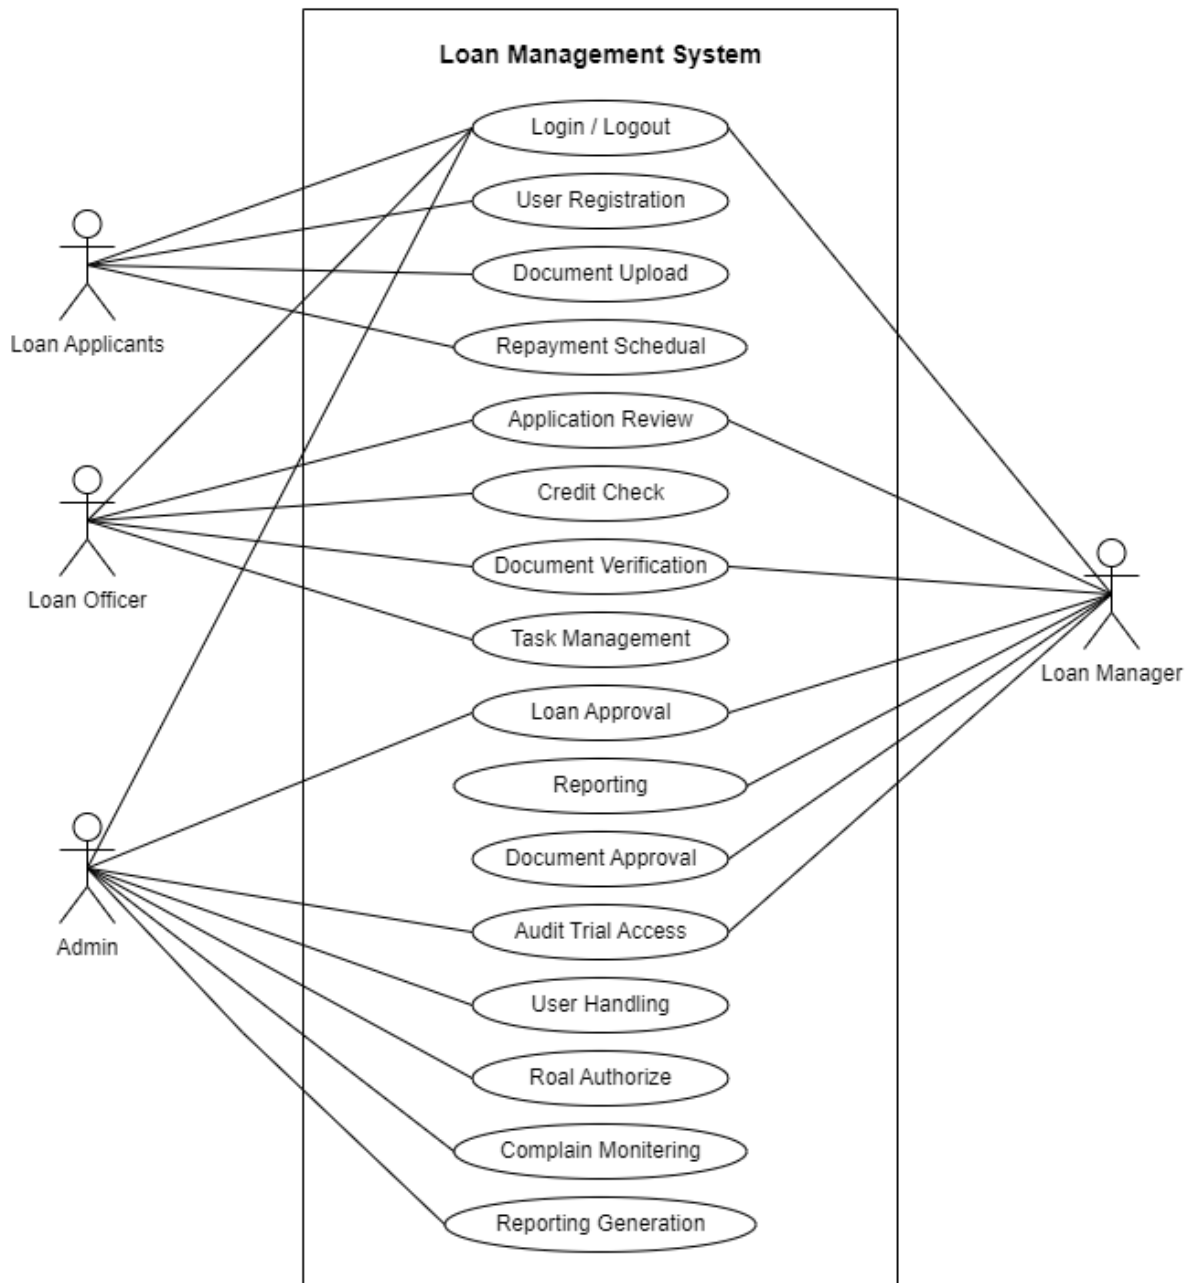 Loan Management System
Login / Logout
User Registration
Document Upload
Loan Applicants
Repayment Schedual
Application Review
Credit Check
Document Verification
Loan Officer
Task Management
Loan Manager
Loan Approval
Reporting
Document Approval
Audit Trial Access
Admin
User Handling
Roal Authorize
Complain Monitering
Reporting Generation